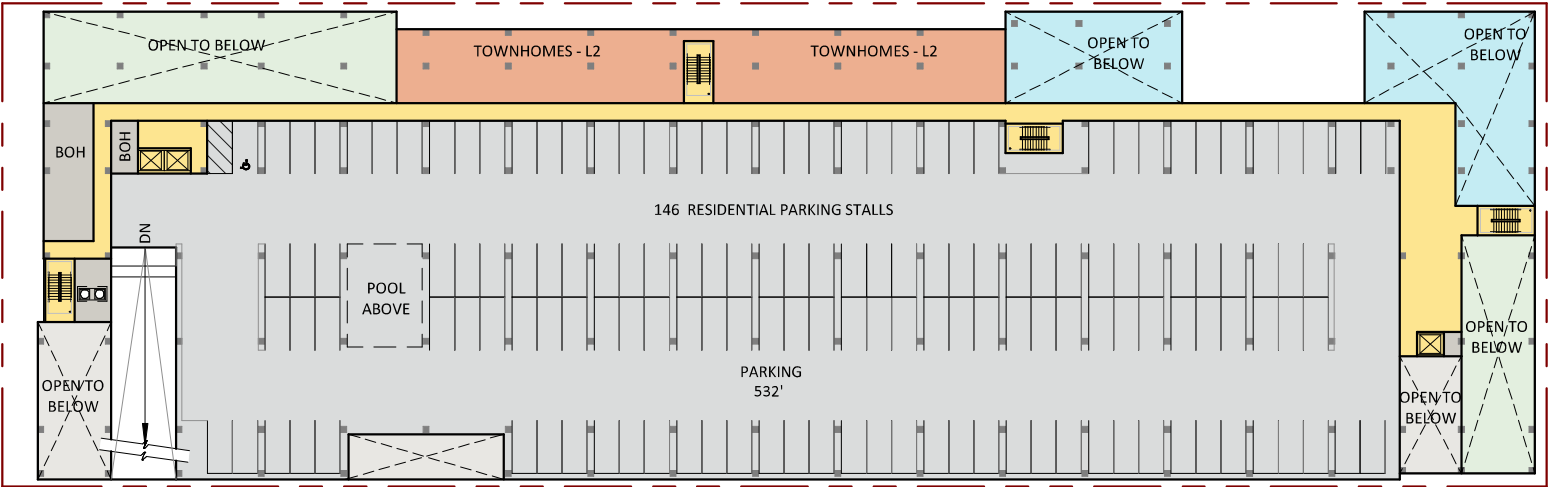 OPEN TO BELOW
TOWNHOMES - L2
TOWNHOMES - L2
OPEN TO
BELOW
OPEN TO
BELOW
BOH
BOH
146 RESIDENTIAL PARKING STALLS
DN
POOL
ABOVE
OPEN TO
BELOW
PARKING
532'
OPEN TO
BELOW
OPEN TO
BELOW